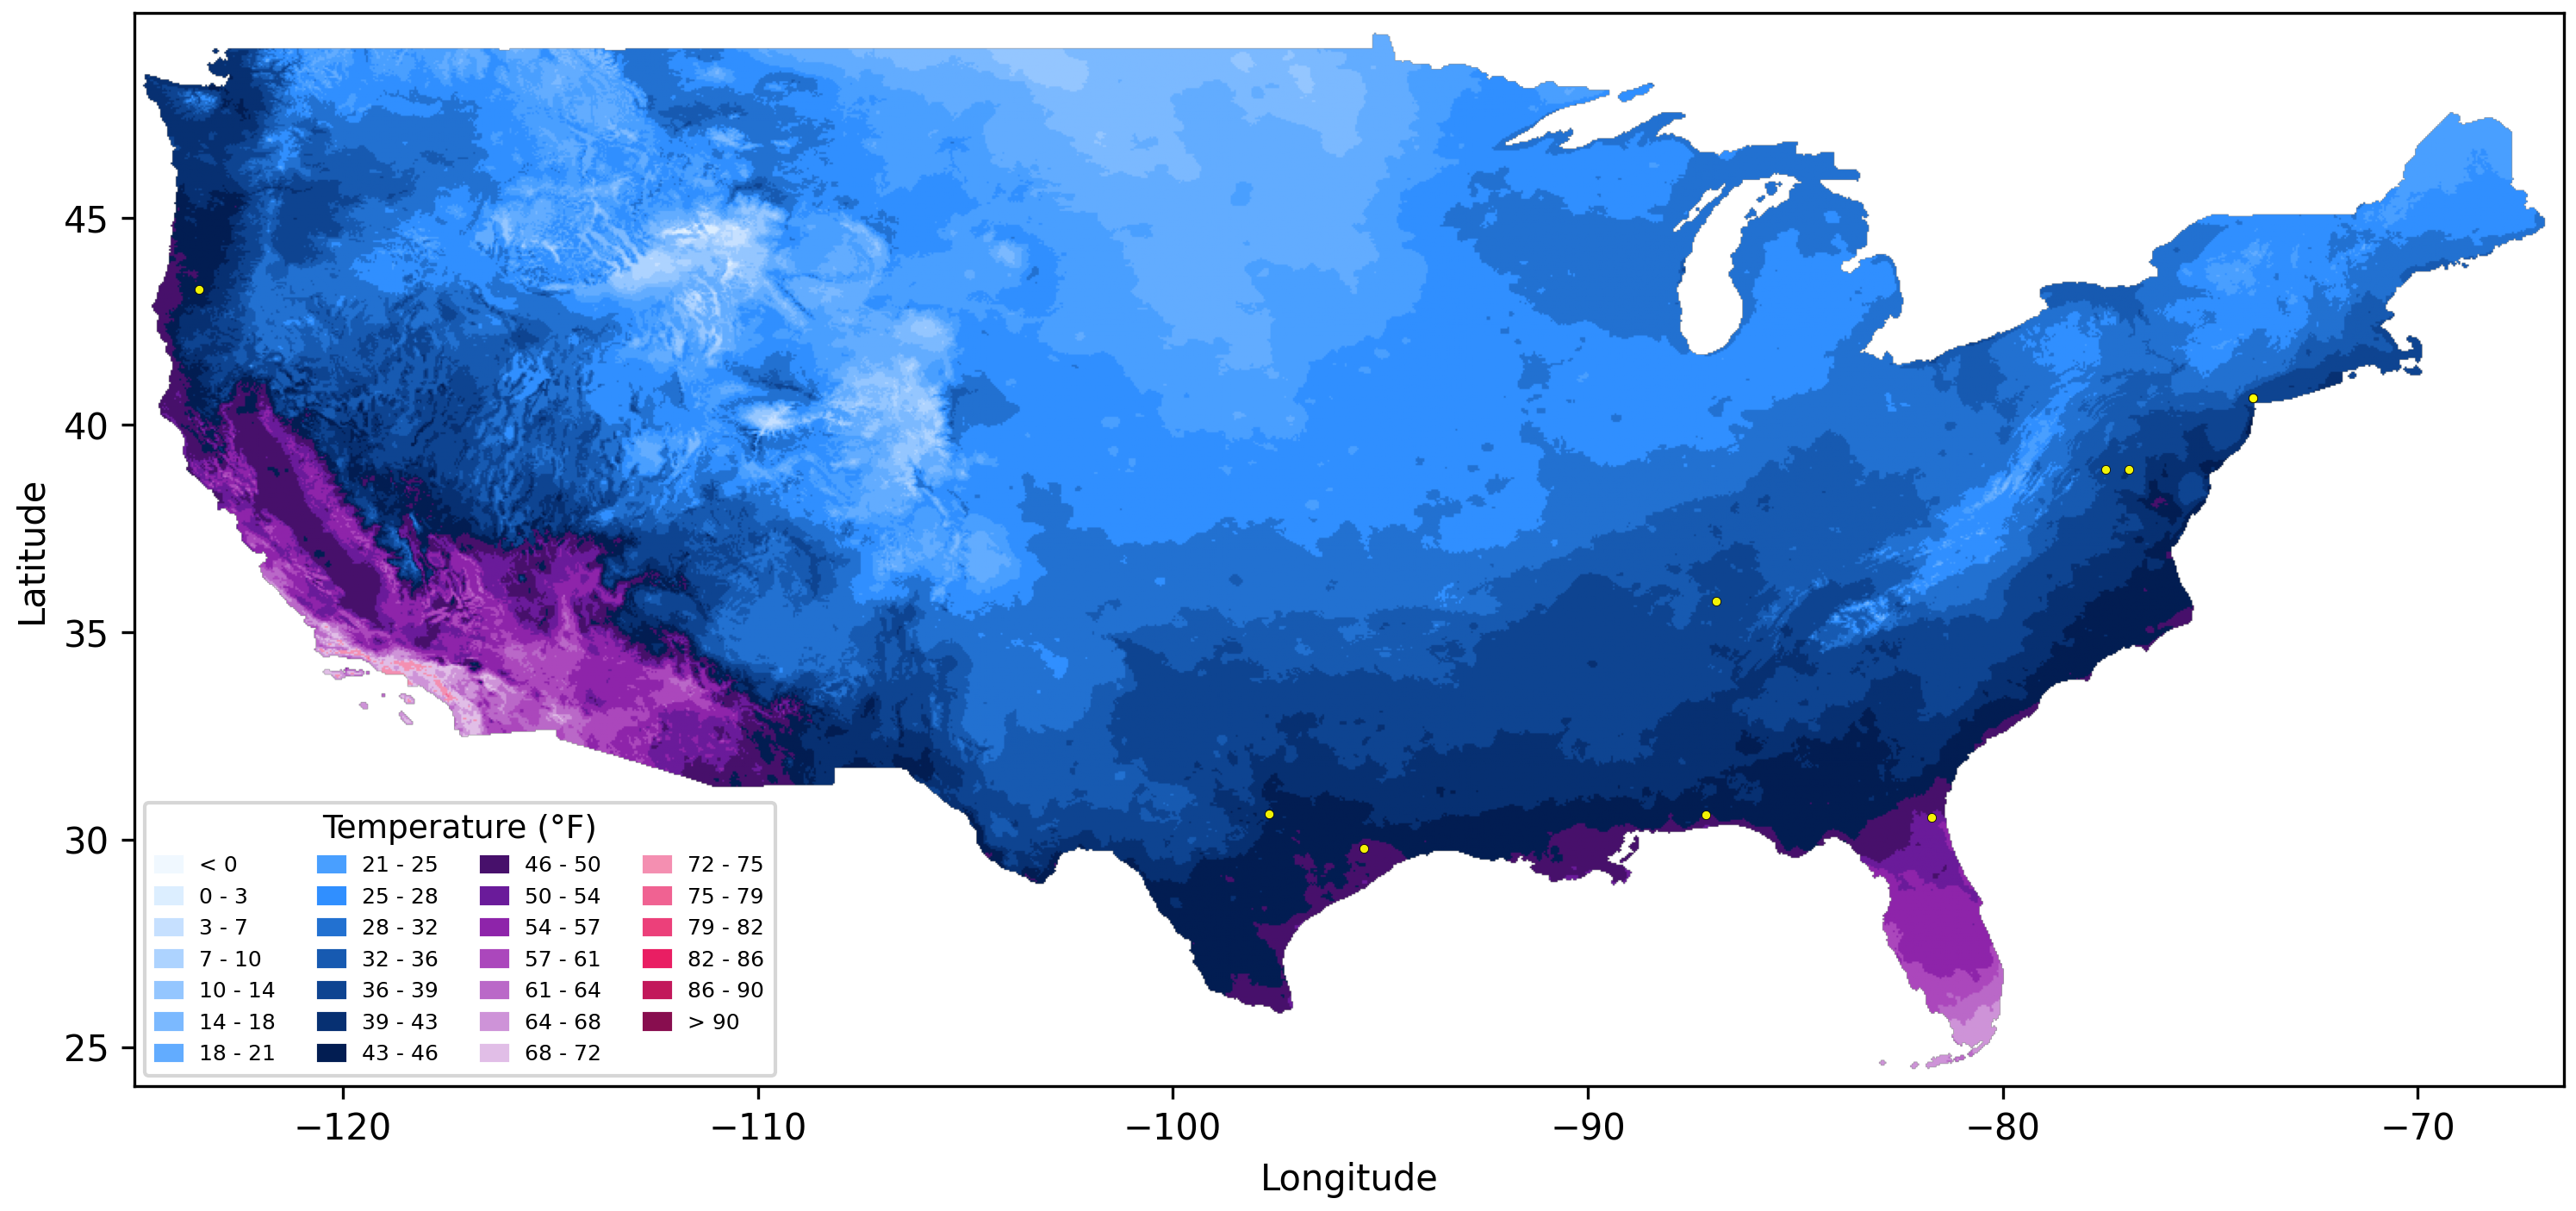 45
40
35
30
25
Latitude
Temperature (°F)
< 0
0 - 3
3 - 7
7 - 10
10 - 14
14 - 18
18 - 21
21 - 25
25 - 28
28 - 32
32 - 36
36 - 39
39 - 43
43 - 46
46 - 50
50 - 54
54 - 57
57 - 61
61 - 64
64 - 68
68 - 72
72 - 75
75 - 79
79 - 82
82 - 86
86 - 90
> 90
−120
−110
−100
−90
−80
−70
Longitude